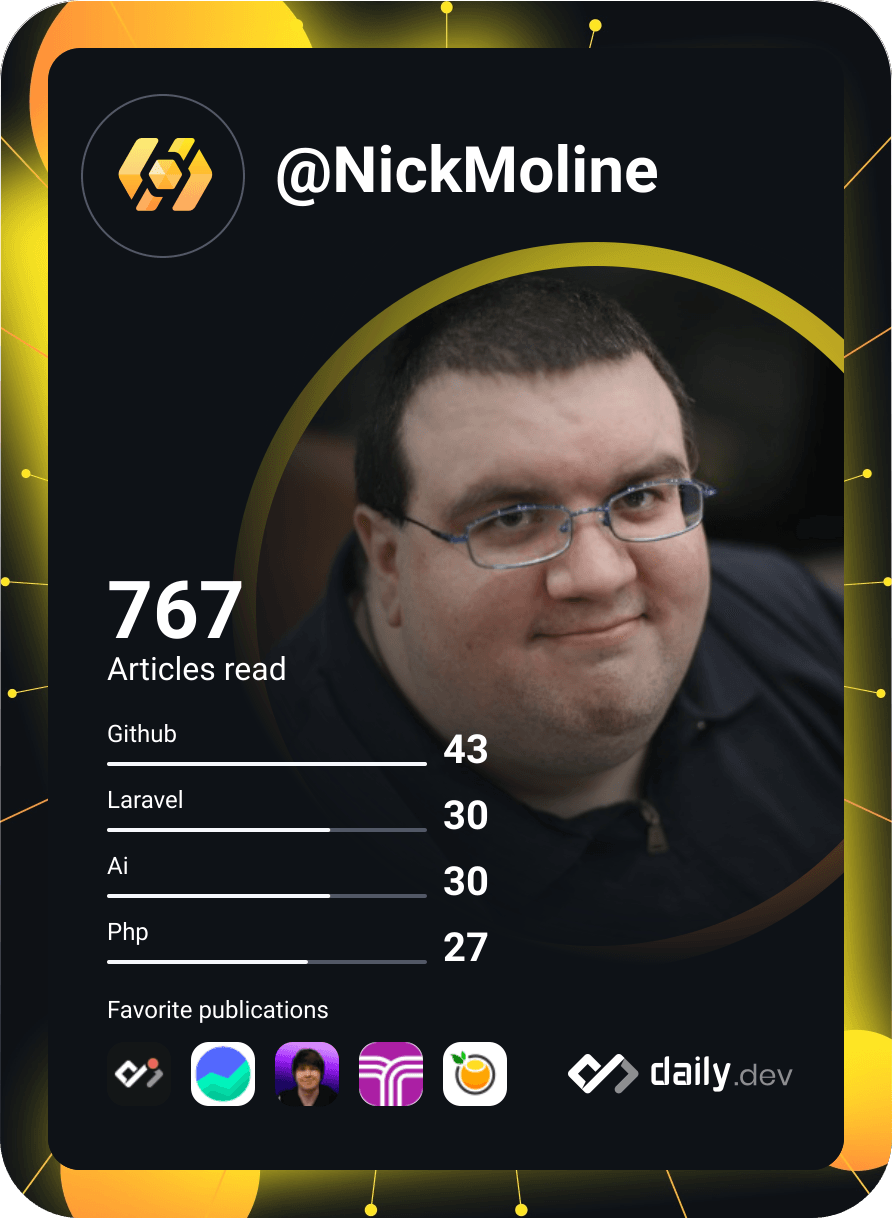 @NickMoline
767
Articles read
Github
43
Laravel
30
Ai
30
Php
27
Favorite publications
daily.dev